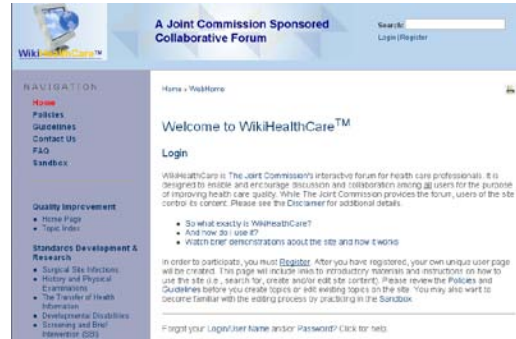 A Joint Commission Sponsored
Collaborative Forum
Search:
Login | Register
WikiHealthCare™
NAVIGATION
Home
Policies
Guidelines
Contact Us
FAQ
Sandbox
Quality Improvement
Home Page
Topic Index
Standards Development &
Research
Surgical Site Infections
History and Physical
Examinations
The Transfer of Health
Information
Developmental Disabilities
Screening and Brief
Intervention (SBI)
Home » WebHome
Welcome to WikiHealthCare™
Login
WikiHealthCare is The Joint Commission's interactive forum for health care professionals. It is
designed to enable and encourage discussion and collaboration among all users for the purpose
of improving health care quality. While The Joint Commission provides the forum, users of the site
control its content. Please see the Disclaimer for additional details.
So what exactly is WikiHealthCare?
And how do I use it?
Watch brief demonstrations about the site and how it works
In order to participate, you must Register. After you have registered, your own unique user page
will be created. This page will include links to introductory materials and instructions on how to
use the site (i.e., search for, create and/or edit site content). Please review the Policies and
Guidelines before you create topics or edit existing topics on the site. You may also want to
become familiar with the editing process by practicing in the Sandbox.
Forgot your Login/User Name and/or Password? Click for help.